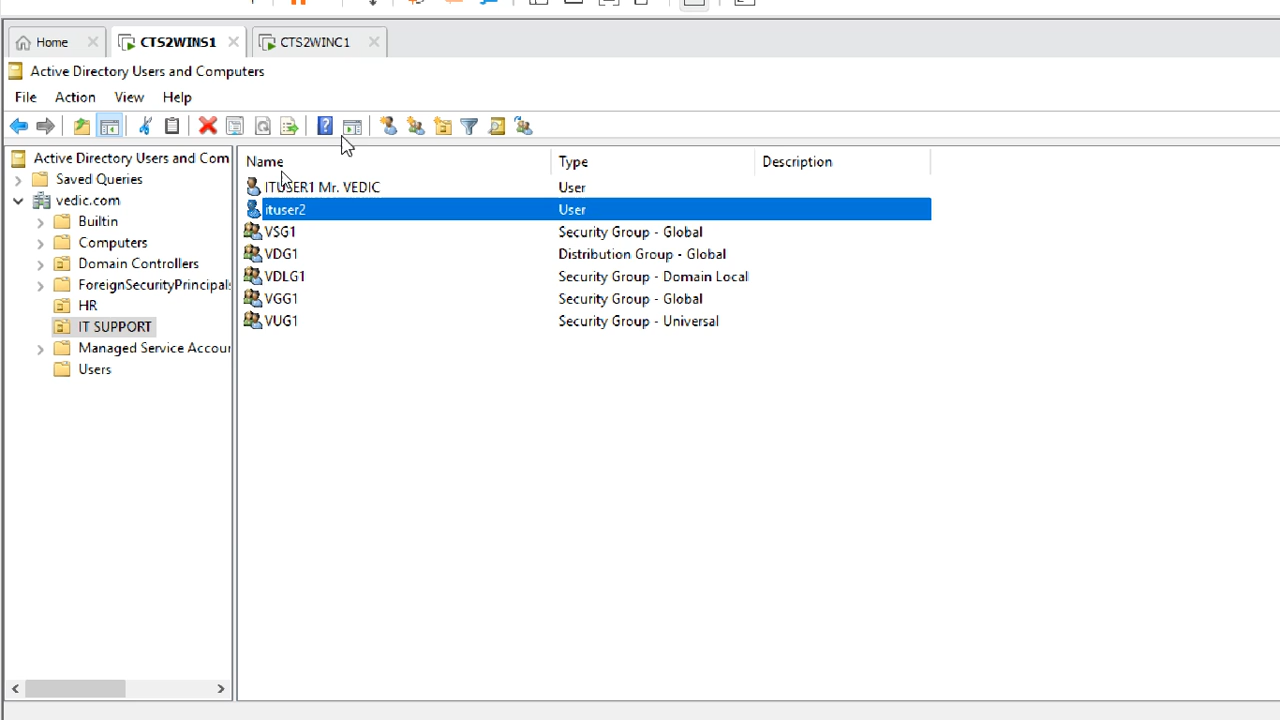 Home CTS2WINS1 CTS2WINC1
Active Directory Users and Computers
File Action View Help
Active Directory Users and Com
Saved Queries
vedic.com
Builtin
Computers
Domain Controllers
ForeignSecurityPrincipals
HR
IT SUPPORT
Managed Service Accour
Users
Name Type Description
ITUSER1 Mr. VEDIC User
ituser2 User
VSG1 Security Group - Global
VDG1 Distribution Group - Global
VDLG1 Security Group - Domain Local
VGG1 Security Group - Global
VUG1 Security Group - Universal